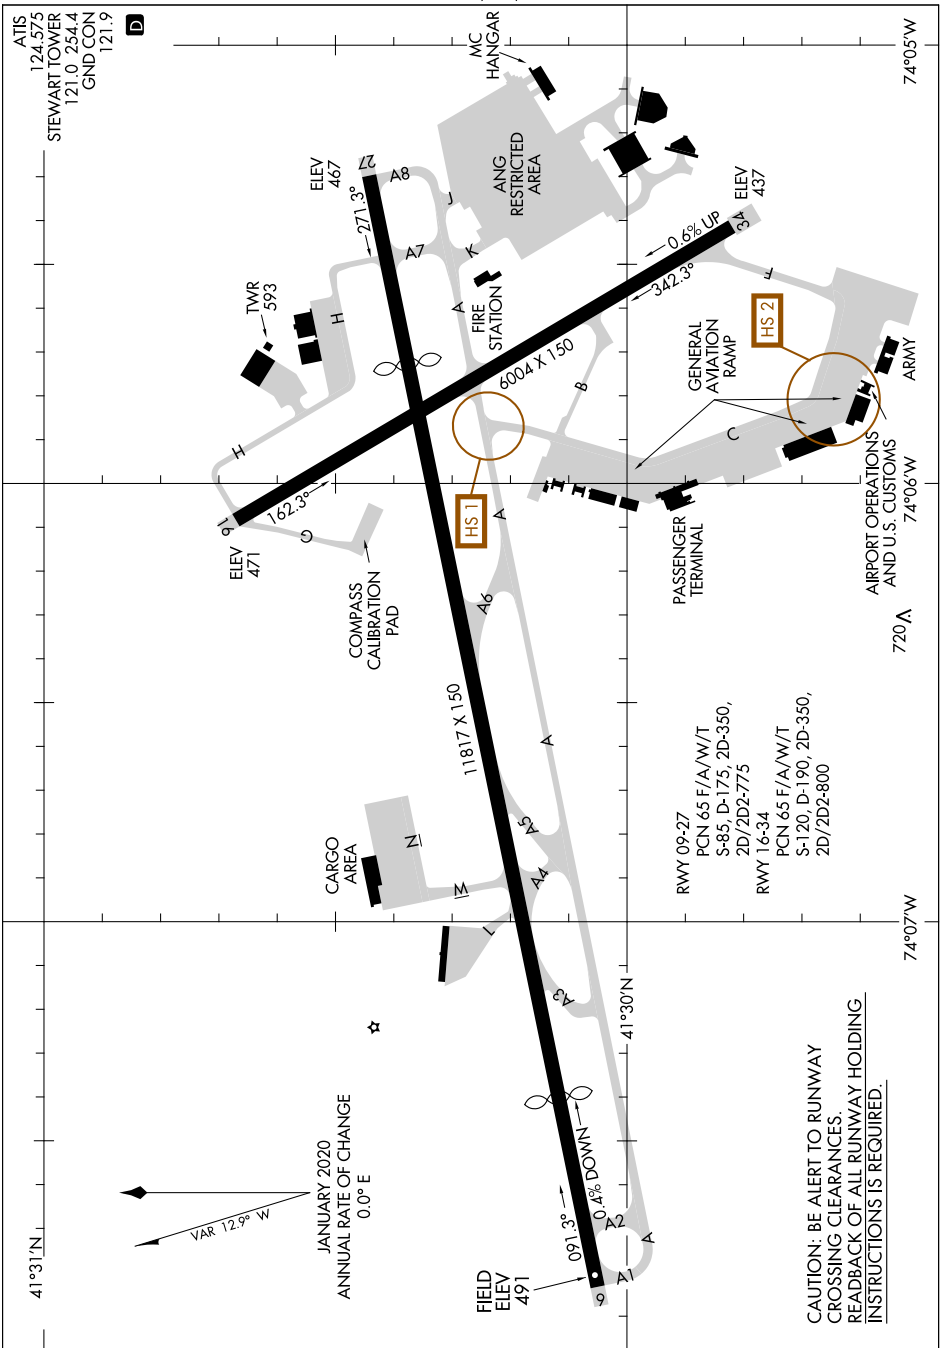 ATIS
124.575
STEWART TOWER
121.0 254.4
GND CON
121.9
D
74°05'W
74°06'W
74°07'W
41°31'N
41°30'N
MC
HANGAR
ANG
RESTRICTED
AREA
ELEV
467
27
271.3°
A8
J
A7
K
A
FIRE
STATION
ELEV
437
34
0.6% UP
342.3°
F
HS 2
TWR
593
H
H
6004 X 150
B
GENERAL
AVIATION
RAMP
C
ARMY
AIRPORT OPERATIONS
AND U.S. CUSTOMS
16
162.3°
ELEV
471
G
COMPASS
CALIBRATION
PAD
HS 1
A
A6
PASSENGER
TERMINAL
720
11817 X 150
A
A5
A4
CARGO
AREA
N
M
L
A3
RWY 09-27
PCN 65 F/A/W/T
S-85, D-175, 2D-350,
2D/2D2-775
RWY 16-34
PCN 65 F/A/W/T
S-120, D-190, 2D-350,
2D/2D2-800
JANUARY 2020
ANNUAL RATE OF CHANGE
0.0° E
VAR 12.9° W
0.4% DOWN
091.3°
A2
A
A1
9
FIELD
ELEV
491
CAUTION: BE ALERT TO RUNWAY
CROSSING CLEARANCES.
READBACK OF ALL RUNWAY HOLDING
INSTRUCTIONS IS REQUIRED.